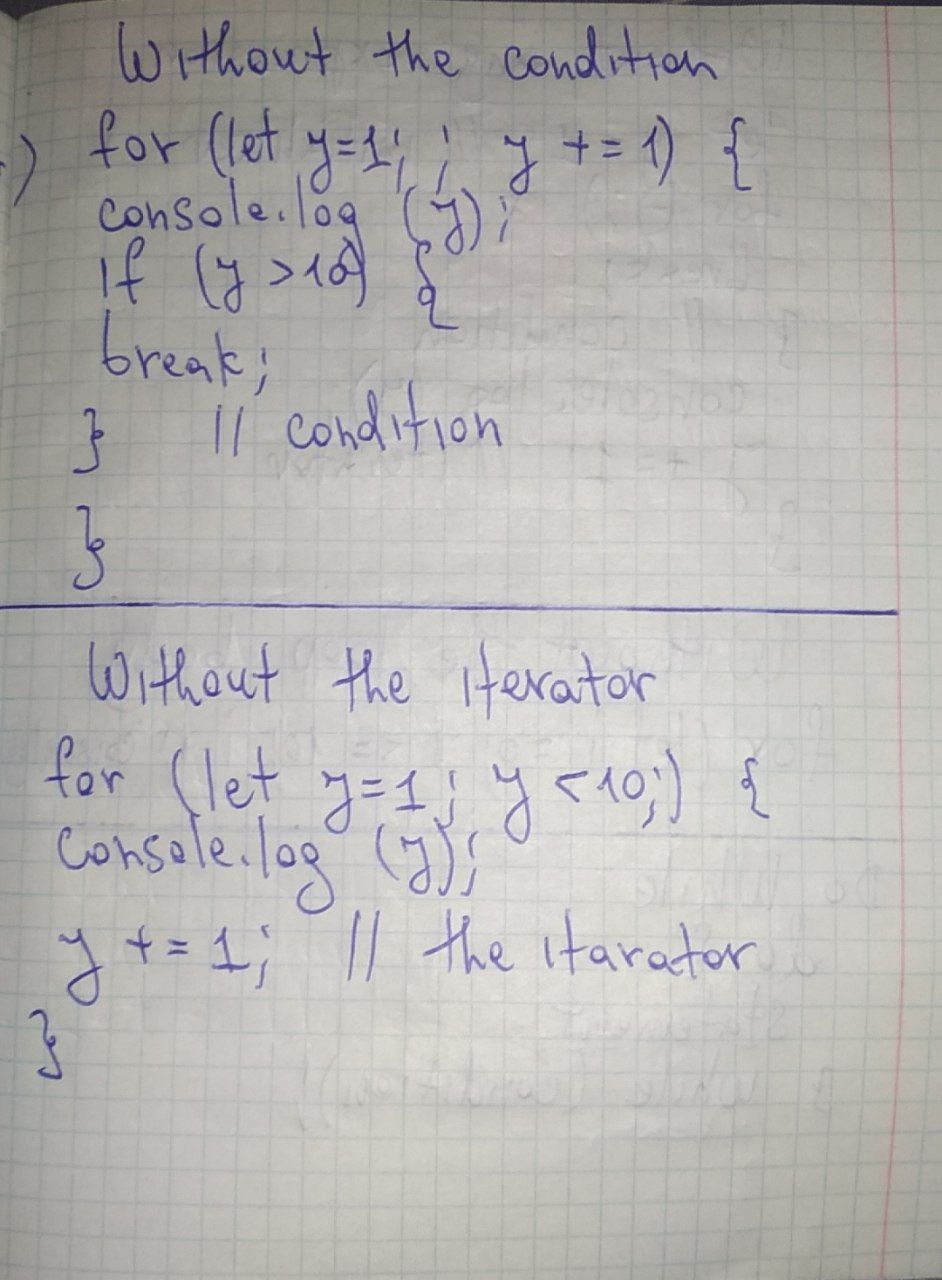 Without the condition
) for (let y=1; ; y += 1) {
console.log (y);
if (y >10) {
break;
} // condition
}
Without the iterator
for (let y=1; y <10;) {
console.log (y);
y += 1; // the itarator
}